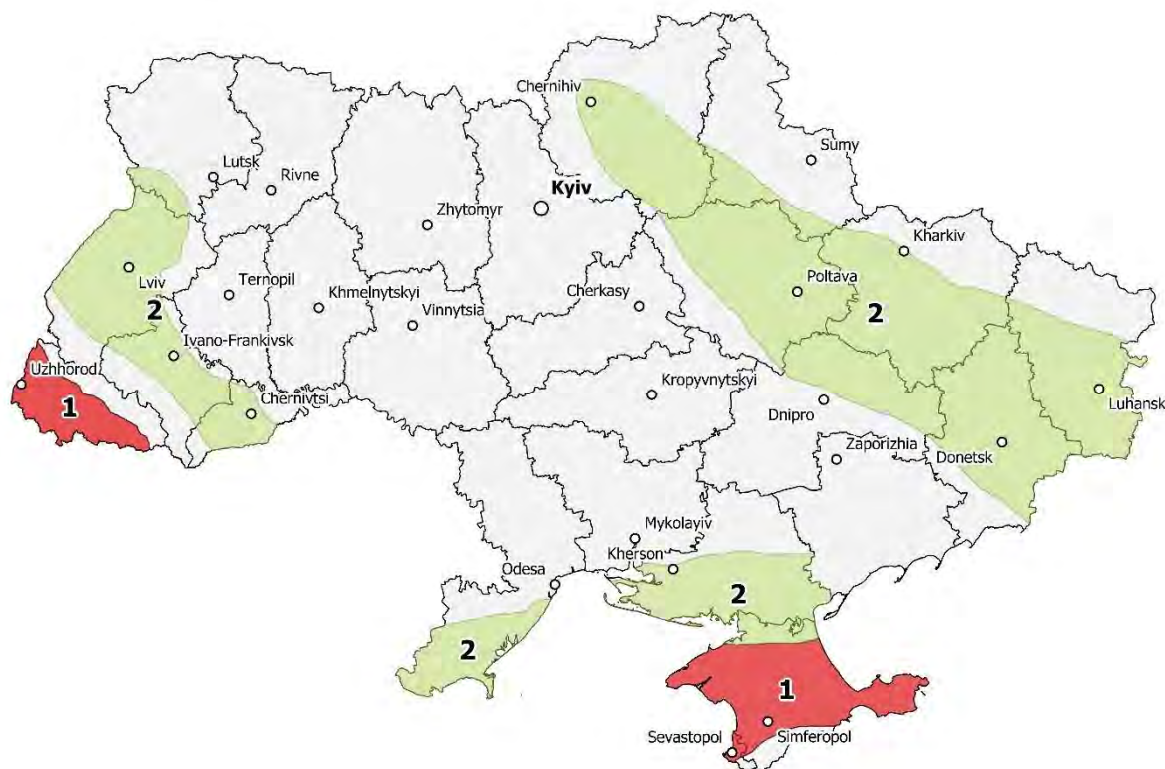 Chernihiv
Sumy
Lutsk
Rivne
Kyiv
Zhytomyr
Kharkiv
Lviv
Ternopil
Khmelnytskyi
Vinnytsia
Cherkasy
Poltava
2
2
Ivano-Frankivsk
Uzhhorod
1
Chernivtsi
Kropyvnytskyi
Dnipro
Luhansk
Zaporizhia
Donetsk
Mykolayiv
Kherson
Odesa
2
2
1
Sevastopol
Simferopol